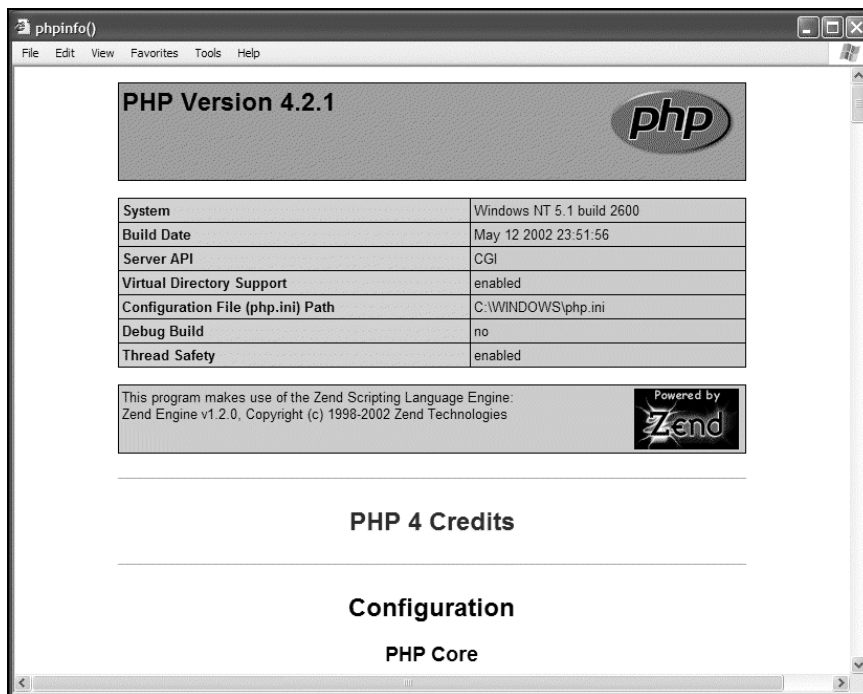 phpinfo()
File Edit View Favorites Tools Help
PHP Version 4.2.1
php
System Windows NT 5.1 build 2600
Build Date May 12 2002 23:51:56
Server API CGI
Virtual Directory Support enabled
Configuration File (php.ini) Path C:\WINDOWS\php.ini
Debug Build no
Thread Safety enabled
This program makes use of the Zend Scripting Language Engine:
Zend Engine v1.2.0, Copyright (c) 1998-2002 Zend Technologies
Powered by
Zend
PHP 4 Credits
Configuration
PHP Core